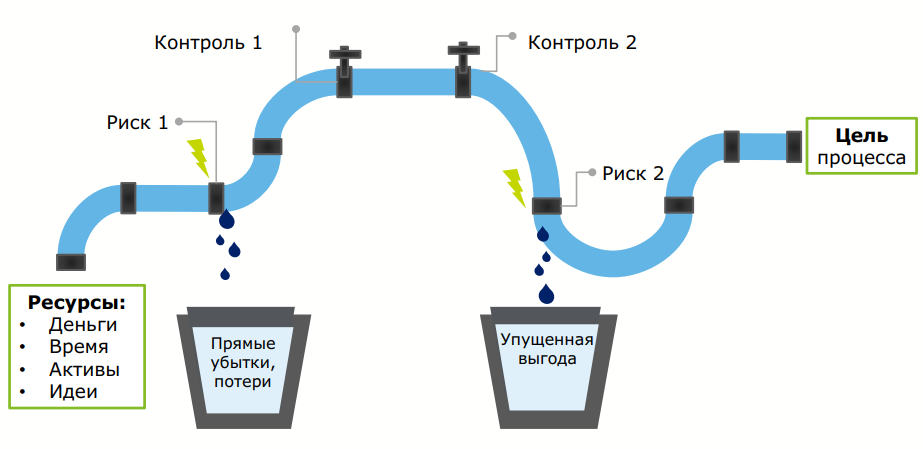 Контроль 1
Контроль 2
Риск 1
Цель
процесса
Риск 2
Ресурсы:
• Деньги
• Время
• Активы
• Идеи
Прямые
убытки,
потери
Упущенная
выгода